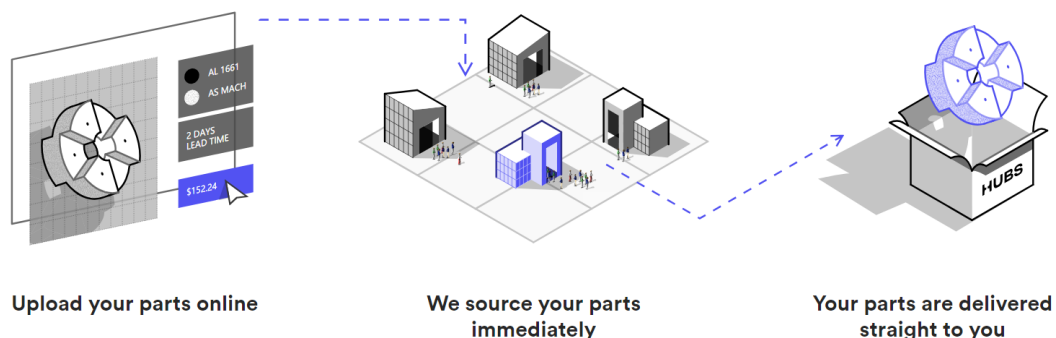 AL 1661
AS MACH
2 DAYS
LEAD TIME
$152.24
HUBS
Upload your parts online
We source your parts
immediately
Your parts are delivered
straight to you